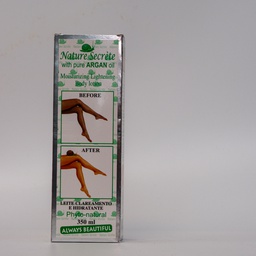 Nature Secrète
with pure ARGAN oil
Moisturizing Lightening
Body lotion
BEFORE
AFTER
LEITE CLAREAMENTO
E HIDRATANTE
Phyto-natural
350 ml
ALWAYS BEAUTIFUL